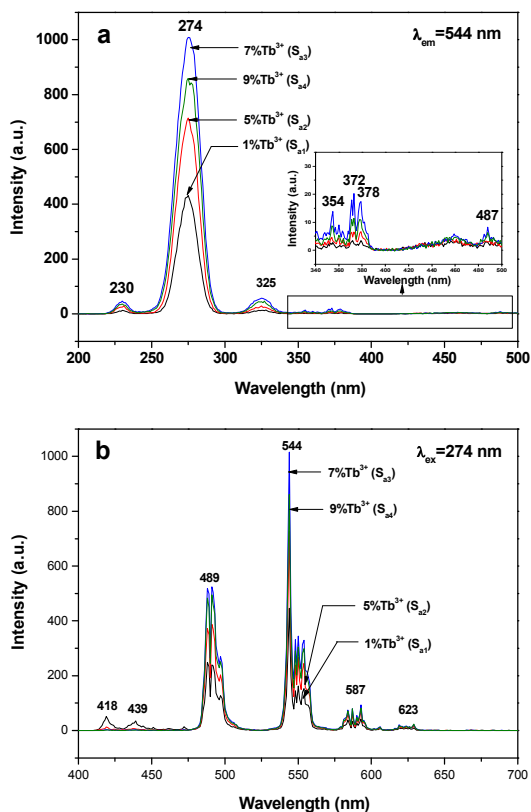 a
274
λem=544 nm
7%Tb³⁺ (Sa3)
9%Tb³⁺ (Sa4)
5%Tb³⁺ (Sa2)
1%Tb³⁺ (Sa1)
230
325
Intensity (a.u.)
1000
800
600
400
200
0
200 250 300 350 400 450 500
Wavelength (nm)
354
372
378
487
Intensity (a.u.)
30
20
10
0
340 360 380 400 420 440 460 480 500
Wavelength (nm)
b
544
λex=274 nm
7%Tb³⁺ (Sa3)
9%Tb³⁺ (Sa4)
489
5%Tb³⁺ (Sa2)
1%Tb³⁺ (Sa1)
418
439
587
623
Intensity (a.u.)
1000
800
600
400
200
0
400 450 500 550 600 650 700
Wavelength (nm)